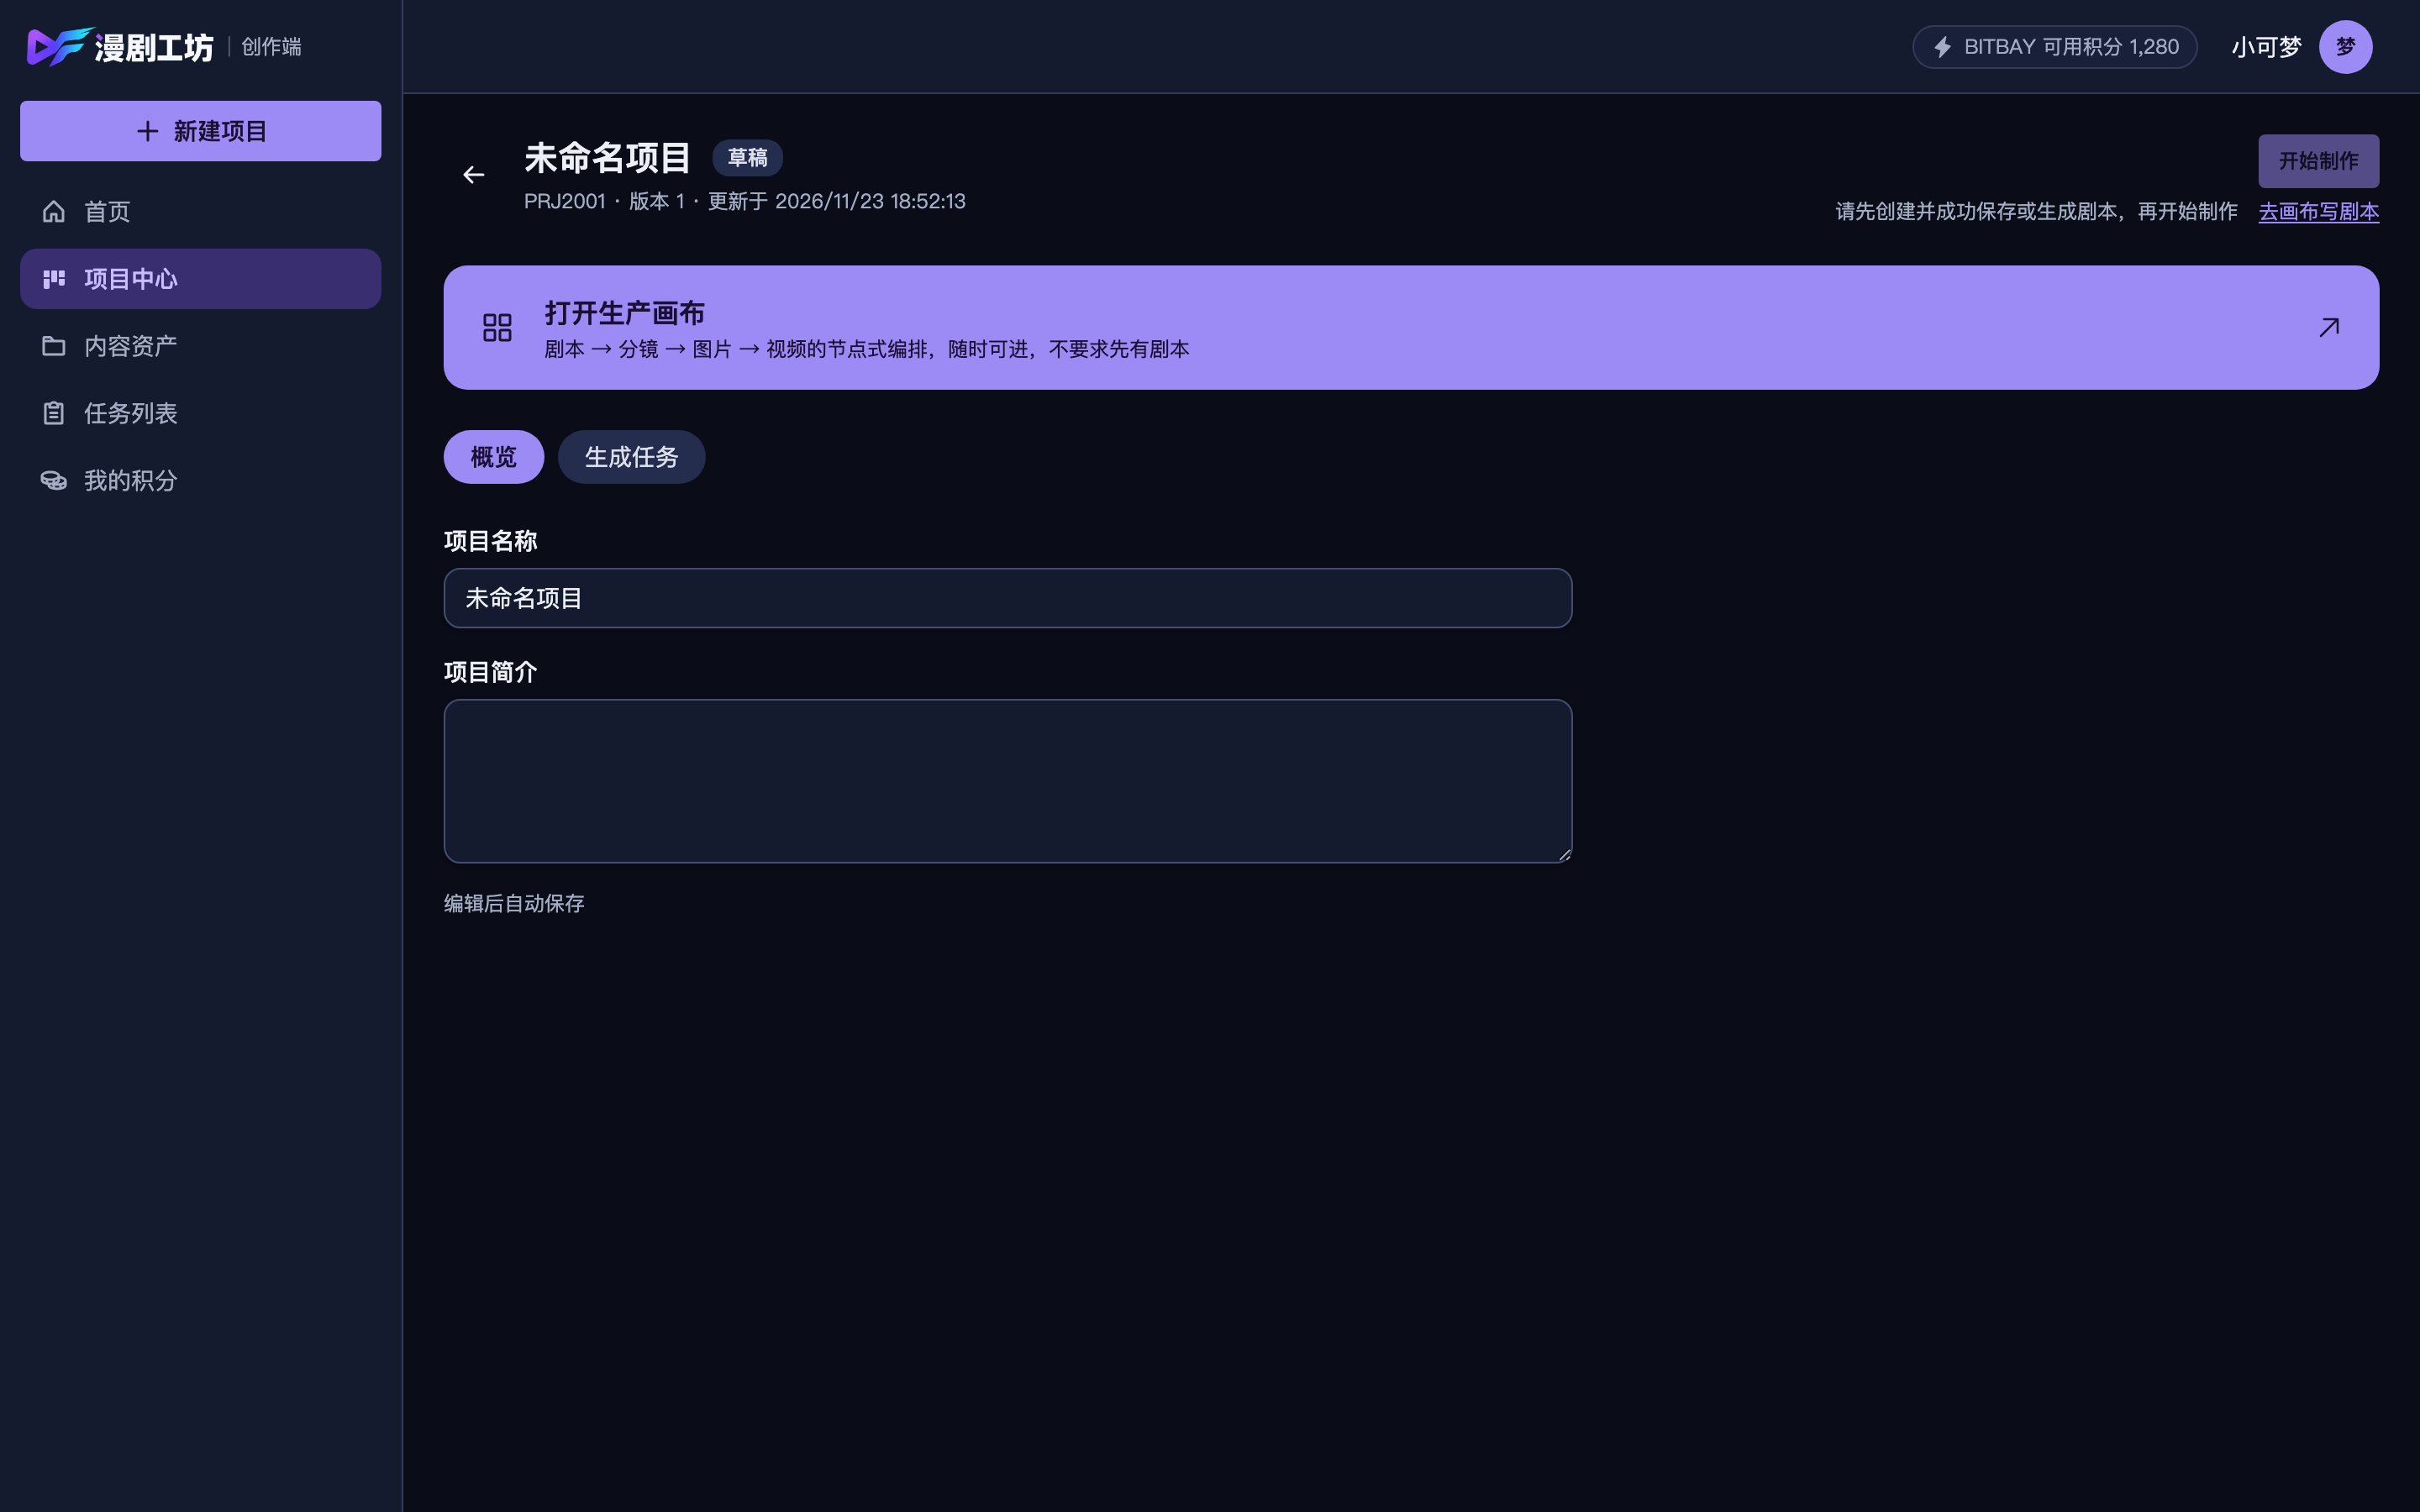 漫剧工坊 创作端
BITBAY 可用积分 1,280
小可梦
梦
新建项目
首页
项目中心
内容资产
任务列表
我的积分
未命名项目 草稿
PRJ2001 · 版本 1 · 更新于 2026/11/23 18:52:13
开始制作
请先创建并成功保存或生成剧本，再开始制作 去画布写剧本
打开生产画布
剧本 → 分镜 → 图片 → 视频的节点式编排，随时可进，不要求先有剧本
概览 生成任务
项目名称
未命名项目
项目简介
编辑后自动保存